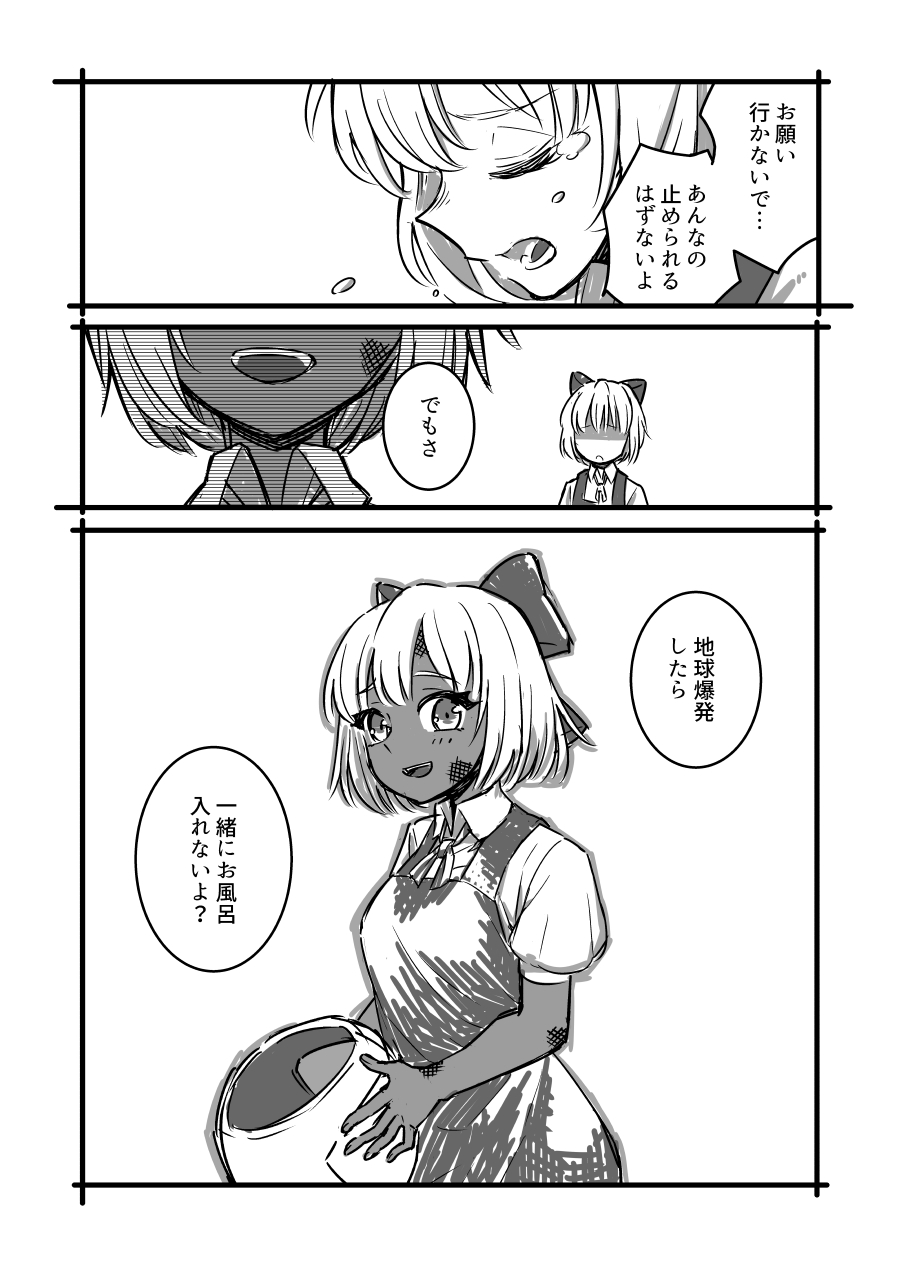 お願い
行かないで…
あんなの
止められる
はずないよ
でもさ
地球爆発
したら
一緒にお風呂
入れないよ？